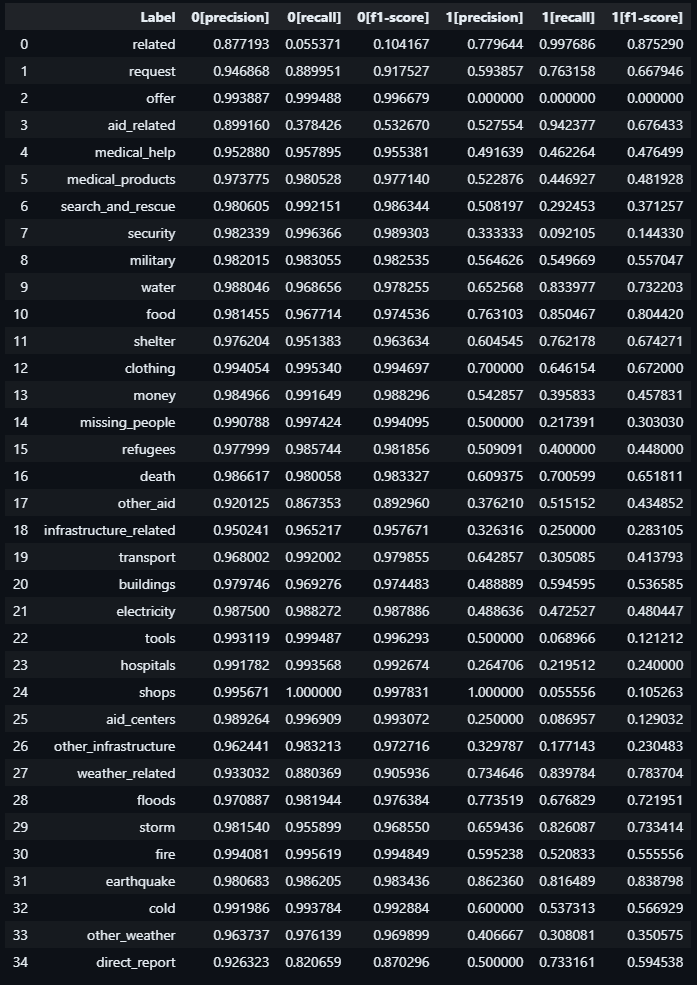 Label 0[precision] 0[recall] 0[f1-score] 1[precision] 1[recall] 1[f1-score]
0 related 0.877193 0.055371 0.104167 0.779644 0.997686 0.875290
1 request 0.946868 0.889951 0.917527 0.593857 0.763158 0.667946
2 offer 0.993887 0.999488 0.996679 0.000000 0.000000 0.000000
3 aid_related 0.899160 0.378426 0.532670 0.527554 0.942377 0.676433
4 medical_help 0.952880 0.957895 0.955381 0.491639 0.462264 0.476499
5 medical_products 0.973775 0.980528 0.977140 0.522876 0.446927 0.481928
6 search_and_rescue 0.980605 0.992151 0.986344 0.508197 0.292453 0.371257
7 security 0.982339 0.996366 0.989303 0.333333 0.092105 0.144330
8 military 0.982015 0.983055 0.982535 0.564626 0.549669 0.557047
9 water 0.988046 0.968656 0.978255 0.652568 0.833977 0.732203
10 food 0.981455 0.967714 0.974536 0.763103 0.850467 0.804420
11 shelter 0.976204 0.951383 0.963634 0.604545 0.762178 0.674271
12 clothing 0.994054 0.995340 0.994697 0.700000 0.646154 0.672000
13 money 0.984966 0.991649 0.988296 0.542857 0.395833 0.457831
14 missing_people 0.990788 0.997424 0.994095 0.500000 0.217391 0.303030
15 refugees 0.977999 0.985744 0.981856 0.509091 0.400000 0.448000
16 death 0.986617 0.980058 0.983327 0.609375 0.700599 0.651811
17 other_aid 0.920125 0.867353 0.892960 0.376210 0.515152 0.434852
18 infrastructure_related 0.950241 0.965217 0.957671 0.326316 0.250000 0.283105
19 transport 0.968002 0.992002 0.979855 0.642857 0.305085 0.413793
20 buildings 0.979746 0.969276 0.974483 0.488889 0.594595 0.536585
21 electricity 0.987500 0.988272 0.987886 0.488636 0.472527 0.480447
22 tools 0.993119 0.999487 0.996293 0.500000 0.068966 0.121212
23 hospitals 0.991782 0.993568 0.992674 0.264706 0.219512 0.240000
24 shops 0.995671 1.000000 0.997831 1.000000 0.055556 0.105263
25 aid_centers 0.989264 0.996909 0.993072 0.250000 0.086957 0.129032
26 other_infrastructure 0.962441 0.983213 0.972716 0.329787 0.177143 0.230483
27 weather_related 0.933032 0.880369 0.905936 0.734646 0.839784 0.783704
28 floods 0.970887 0.981944 0.976384 0.773519 0.676829 0.721951
29 storm 0.981540 0.955899 0.968550 0.659436 0.826087 0.733414
30 fire 0.994081 0.995619 0.994849 0.595238 0.520833 0.555556
31 earthquake 0.980683 0.986205 0.983436 0.862360 0.816489 0.838798
32 cold 0.991986 0.993784 0.992884 0.600000 0.537313 0.566929
33 other_weather 0.963737 0.976139 0.969899 0.406667 0.308081 0.350575
34 direct_report 0.926323 0.820659 0.870296 0.500000 0.733161 0.594538